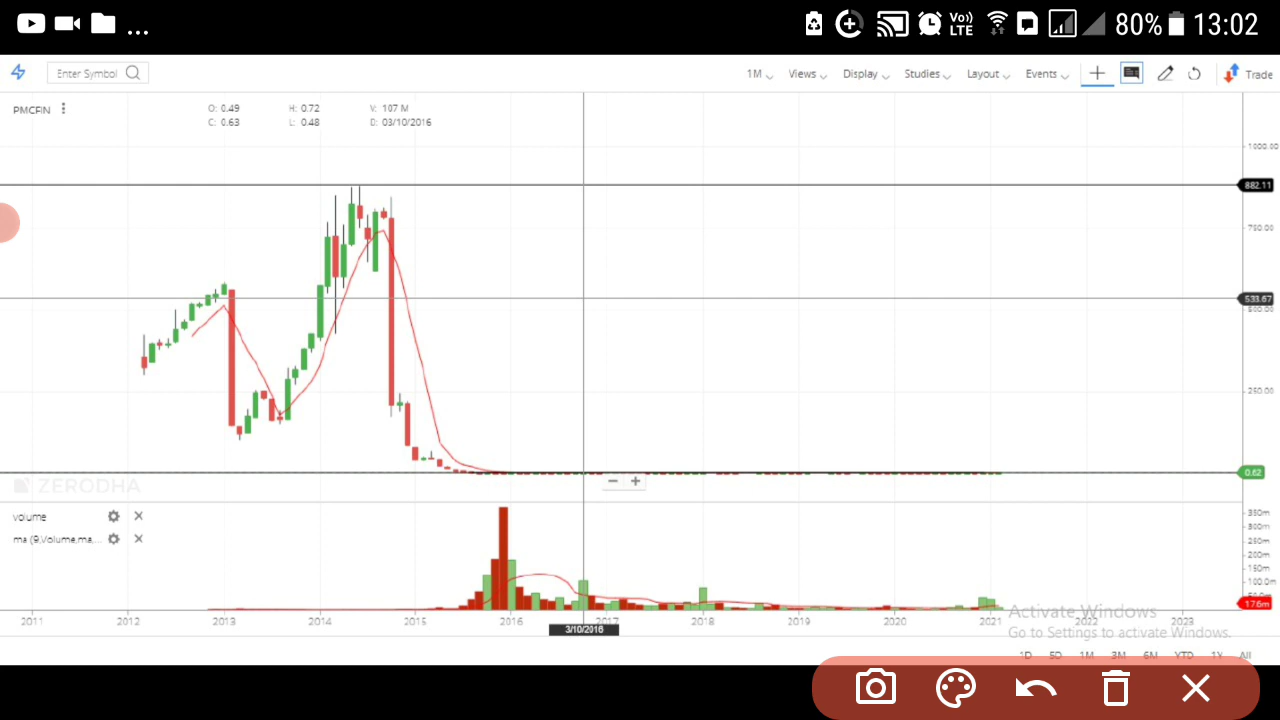 ... Vo)) LTE 80% 13:02
Enter Symbol 1M Views Display Studies Layout Events Trade
PMCFIN O: 0.49 H: 0.72 V: 107 M
C: 0.63 L: 0.48 D: 03/10/2016
1000.00
882.11
750.00
533.67
500.00
250.00
0.62
ZERODHA
volume
350m
300m
ma (9,Volume,ma,...
250m
200m
150m
100.0m
17.6m
Activate Windows
2011 2012 2013 2014 2015 2016 2017 2018 2019 2020 2021 2022 2023
3/10/2016
Go to Settings to activate Windows.
1D 5D 1M 3M 6M YTD 1Y All